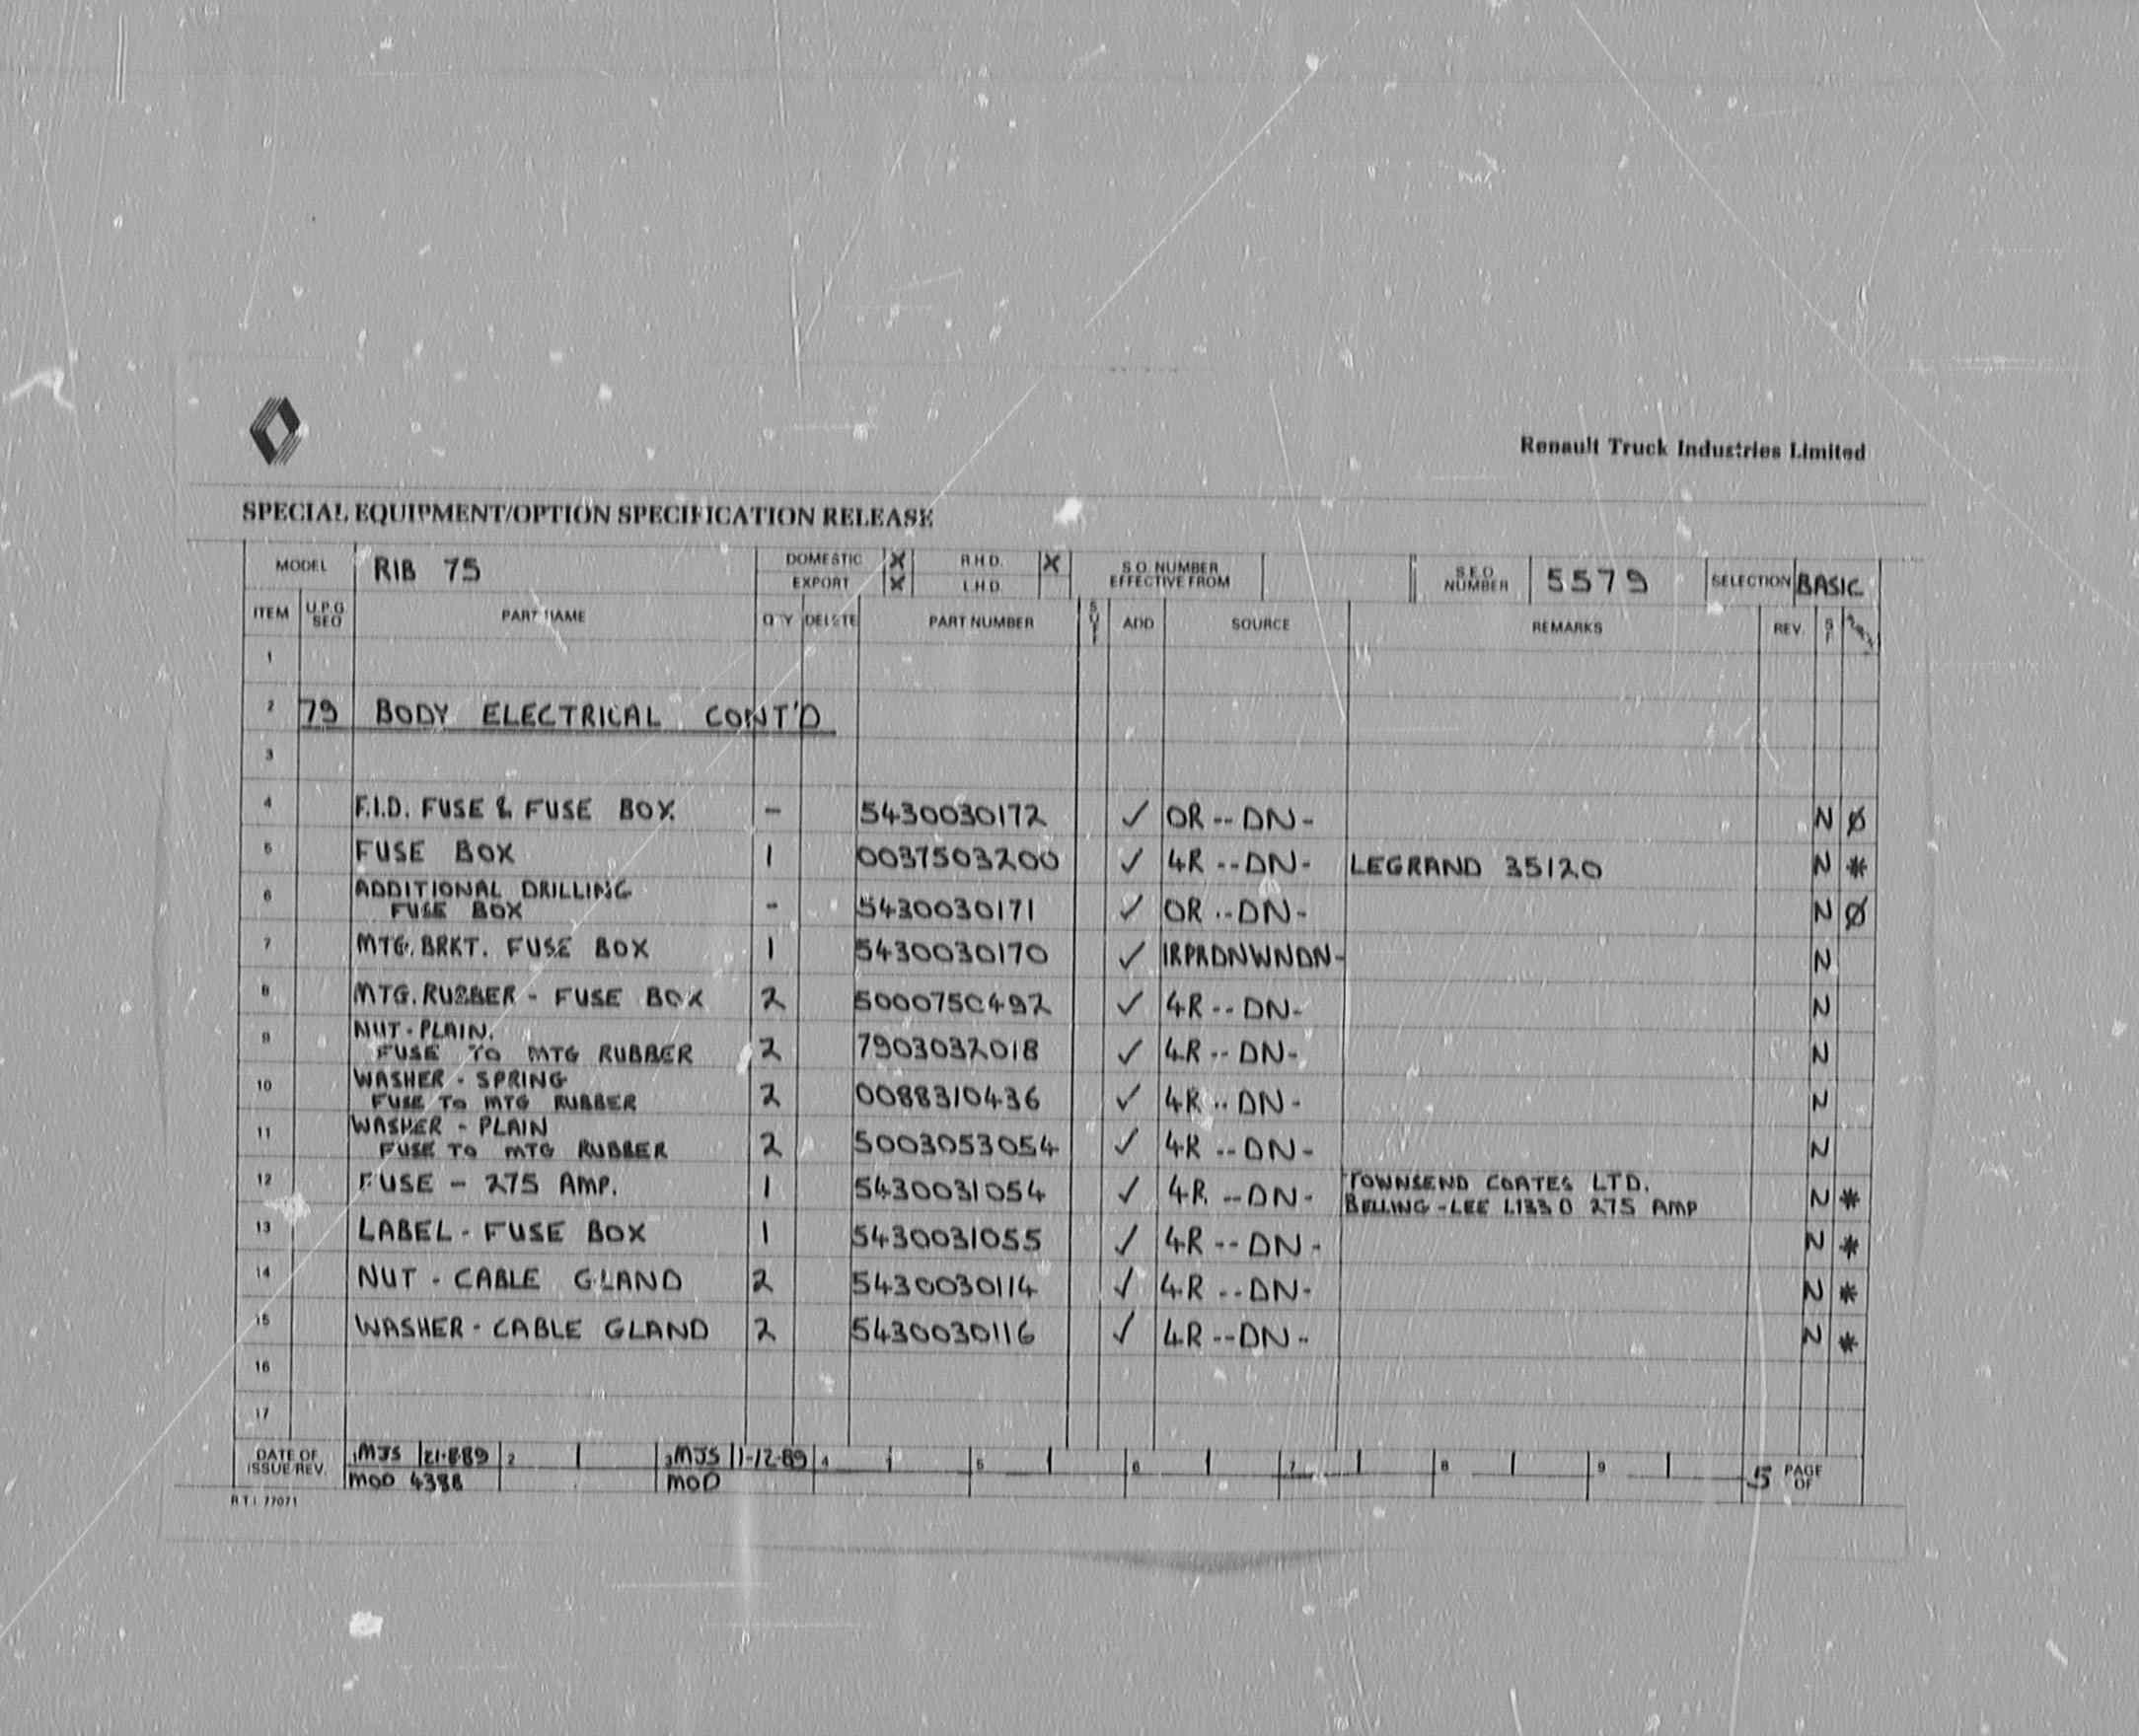 Renault Truck Industries Limited
SPECIAL EQUIPMENT/OPTION SPECIFICATION RELEASE
MODEL RIB 75 DOMESTIC X R.H.D. X S.O. NUMBER EFFECTIVE FROM S.E.O. NUMBER 5579 SELECTION BASIC
EXPORT X L.H.D.
ITEM U.P.G. SEQ PART NAME QTY DELETE PART NUMBER ADD SOURCE REMARKS REV.
1
2 79 BODY ELECTRICAL CONT'D
3
4 F.I.D. FUSE & FUSE BOX. - 5430030172 ✓ OR -- DN - N Ø
5 FUSE BOX 1 0037503200 ✓ 4R -- DN - LEGRAND 35120 N *
6 ADDITIONAL DRILLING
FUSE BOX - 5430030171 ✓ OR -- DN - N Ø
7 MTG. BRKT. FUSE BOX 1 5430030170 ✓ IRPRDNWNDN - N
8 MTG. RUBBER - FUSE BOX 2 5000750492 ✓ 4R -- DN - N
9 NUT - PLAIN.
FUSE TO MTG RUBBER 2 7903032018 ✓ 4R -- DN - N
10 WASHER - SPRING
FUSE TO MTG RUBBER 2 0088310436 ✓ 4R -- DN - N
11 WASHER - PLAIN
FUSE TO MTG RUBBER 2 5003053054 ✓ 4R -- DN - N
12 FUSE - 275 AMP. 1 5430031054 ✓ 4R -- DN - TOWNSEND COATES LTD. N *
BELLING - LEE L1330 275 AMP
13 LABEL - FUSE BOX 1 5430031055 ✓ 4R -- DN - N *
14 NUT - CABLE GLAND 2 5430030114 ✓ 4R -- DN - N *
15 WASHER - CABLE GLAND 2 5430030116 ✓ 4R -- DN - N *
16
17
DATE OF ISSUE/REV. 1 MJS 21-8-89 2 3 MJS 1-12-89 4 5 6 7 8 9 5 PAGE OF
MOD 4386 MOD
R.T.I. 77071